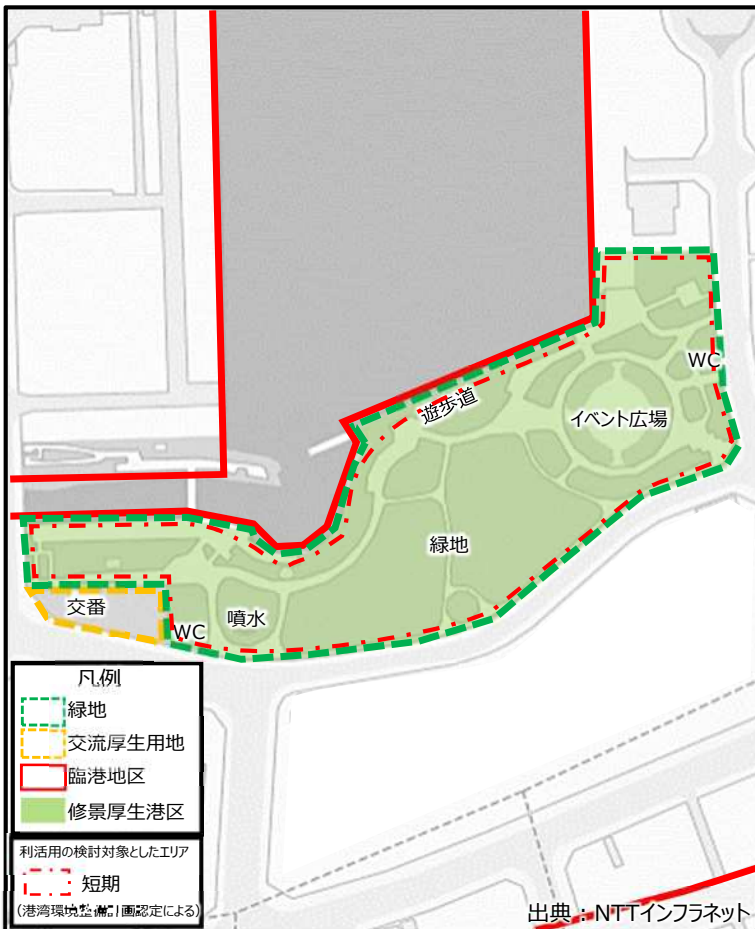 WC
遊歩道
イベント広場
緑地
交番
噴水
WC
凡例
緑地
交流厚生用地
臨港地区
修景厚生港区
利活用の検討対象としたエリア
短期
(港湾環境整備計画認定による)
出典：NTTインフラネット